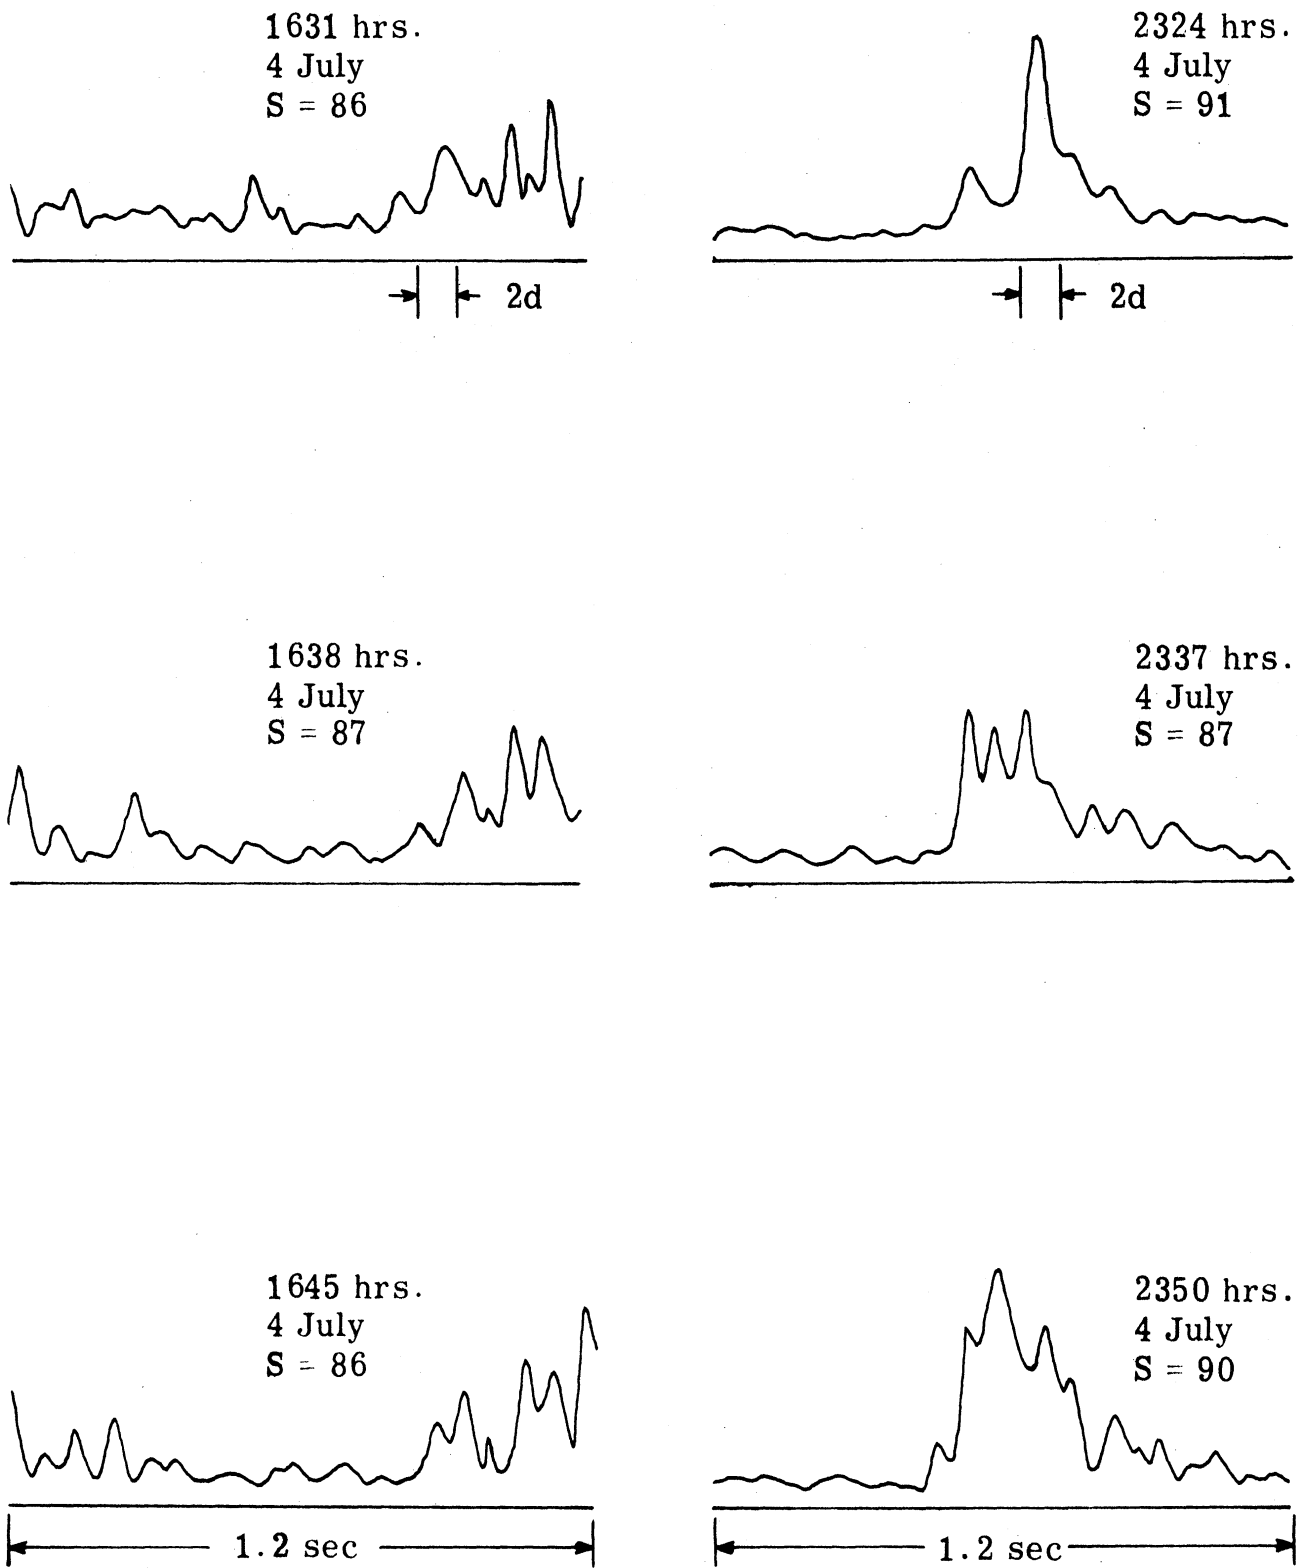 1631 hrs.
4 July
S = 86
2d
2324 hrs.
4 July
S = 91
2d
1638 hrs.
4 July
S = 87
2337 hrs.
4 July
S = 87
1645 hrs.
4 July
S = 86
1.2 sec
2350 hrs.
4 July
S = 90
1.2 sec